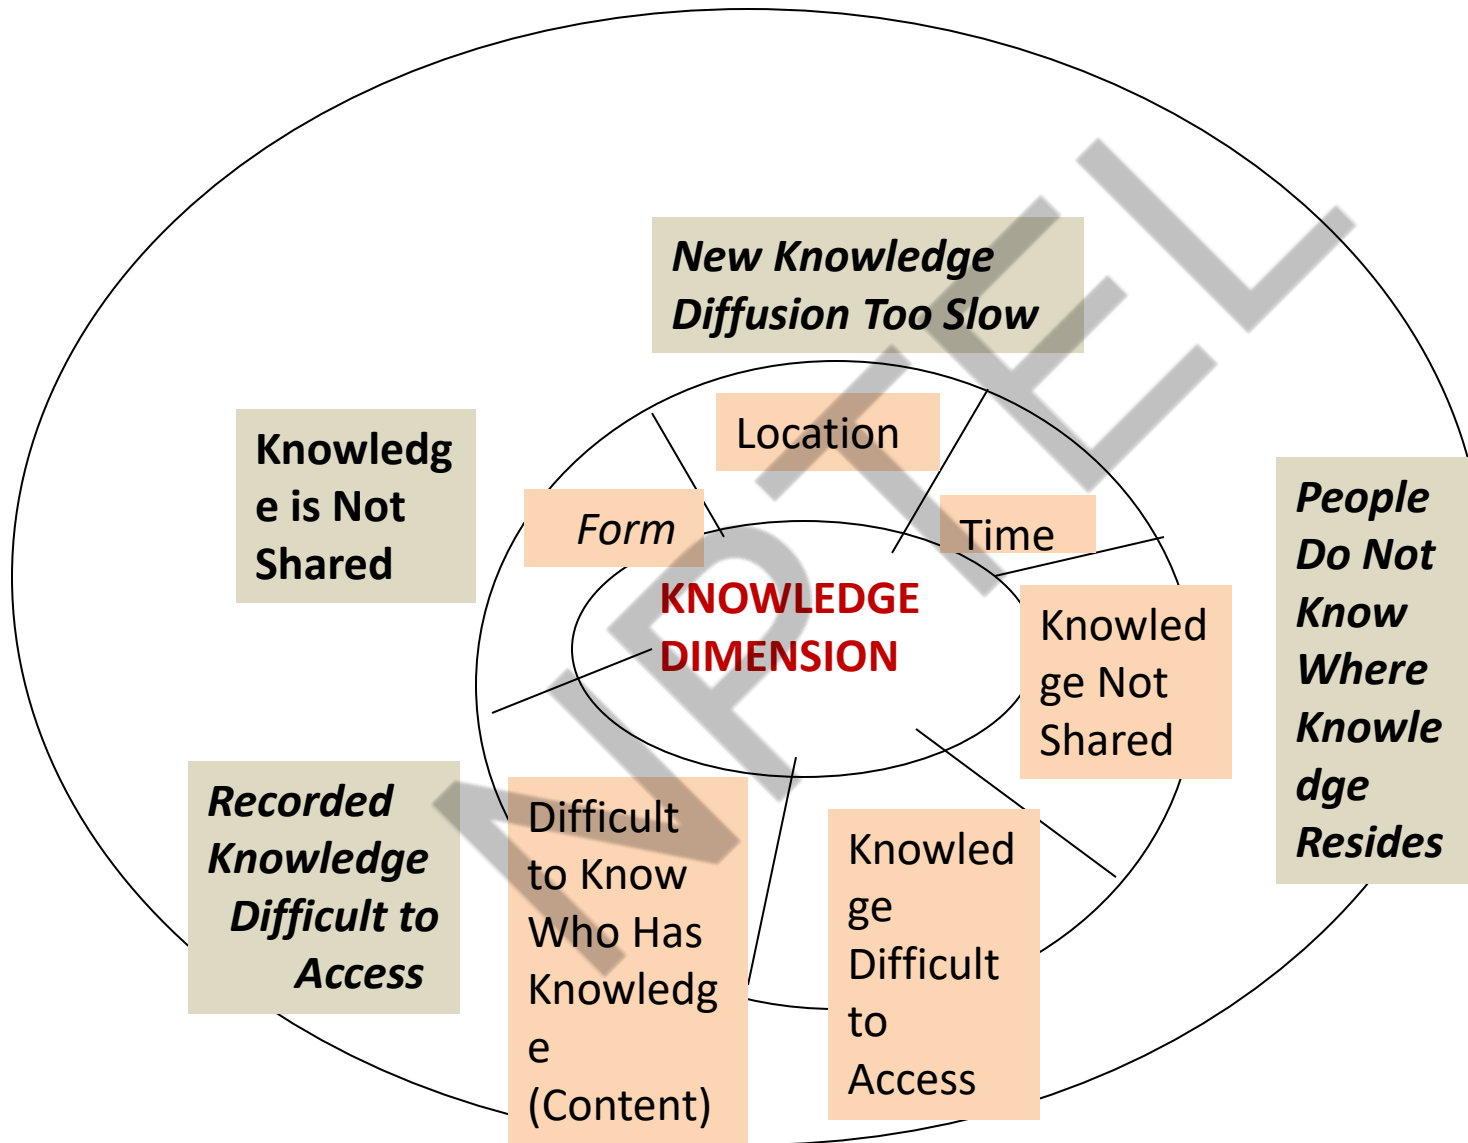 New Knowledge
Diffusion Too Slow
Knowledg
e is Not
Shared
Location
Form
Time
People
Do Not
Know
Where
Knowle
dge
Resides
KNOWLEDGE
DIMENSION
Knowled
ge Not
Shared
Recorded
Knowledge
Difficult to
Access
Difficult
to Know
Who Has
Knowledg
e
(Content)
Knowled
ge
Difficult
to
Access
NPTEL